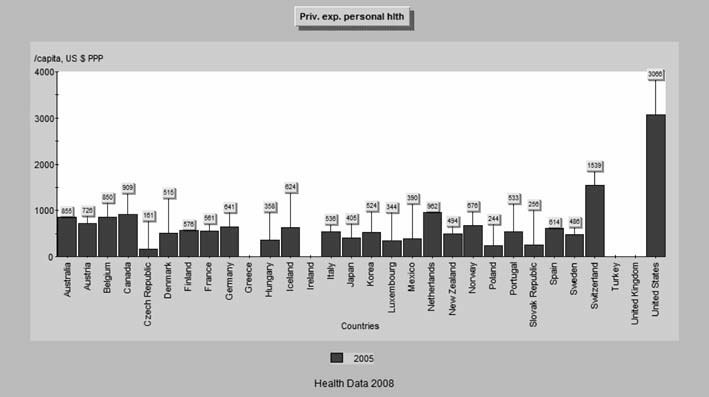 Priv. exp. personal hlth
/capita, US $ PPP
4000
3000
2000
1000
0
855
726
850
909
161
515
576
561
641
358
624
536
405
524
344
390
962
494
676
244
533
256
614
486
1539
3066
Australia
Austria
Belgium
Canada
Czech Republic
Denmark
Finland
France
Germany
Greece
Hungary
Iceland
Ireland
Italy
Japan
Korea
Luxembourg
Mexico
Netherlands
New Zealand
Norway
Poland
Portugal
Slovak Republic
Spain
Sweden
Switzerland
Turkey
United Kingdom
United States
Countries
2005
Health Data 2008